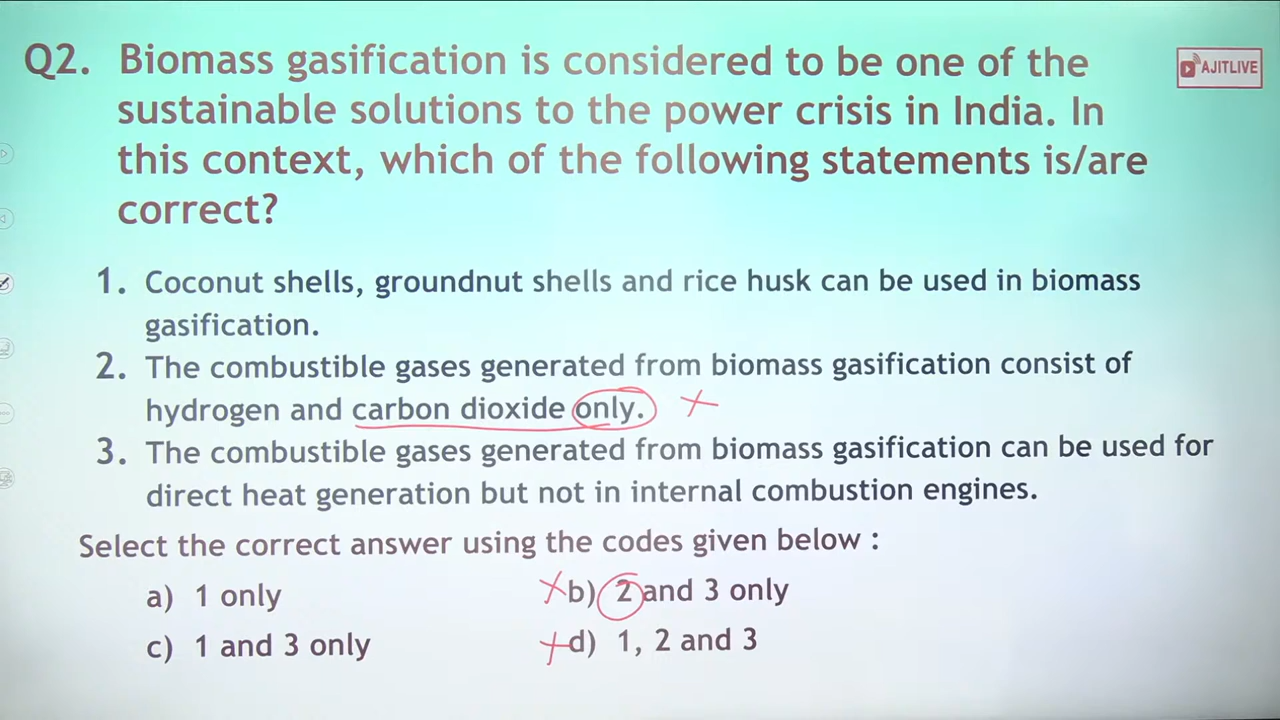 Q2. Biomass gasification is considered to be one of the
sustainable solutions to the power crisis in India. In
this context, which of the following statements is/are
correct?
AJITLIVE
1. Coconut shells, groundnut shells and rice husk can be used in biomass
gasification.
2. The combustible gases generated from biomass gasification consist of
hydrogen and carbon dioxide only.
3. The combustible gases generated from biomass gasification can be used for
direct heat generation but not in internal combustion engines.
Select the correct answer using the codes given below :
a) 1 only b) 2 and 3 only
c) 1 and 3 only d) 1, 2 and 3